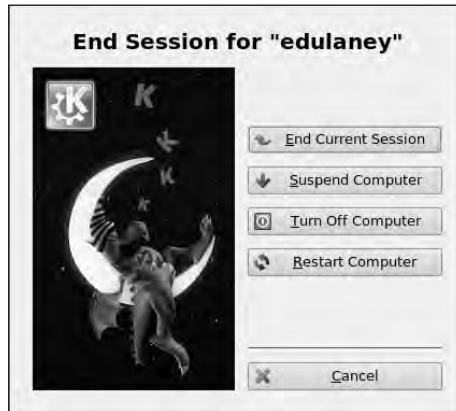 End Session for "edulaney"
K
K
K
K
K
End Current Session
Suspend Computer
Turn Off Computer
Restart Computer
Cancel